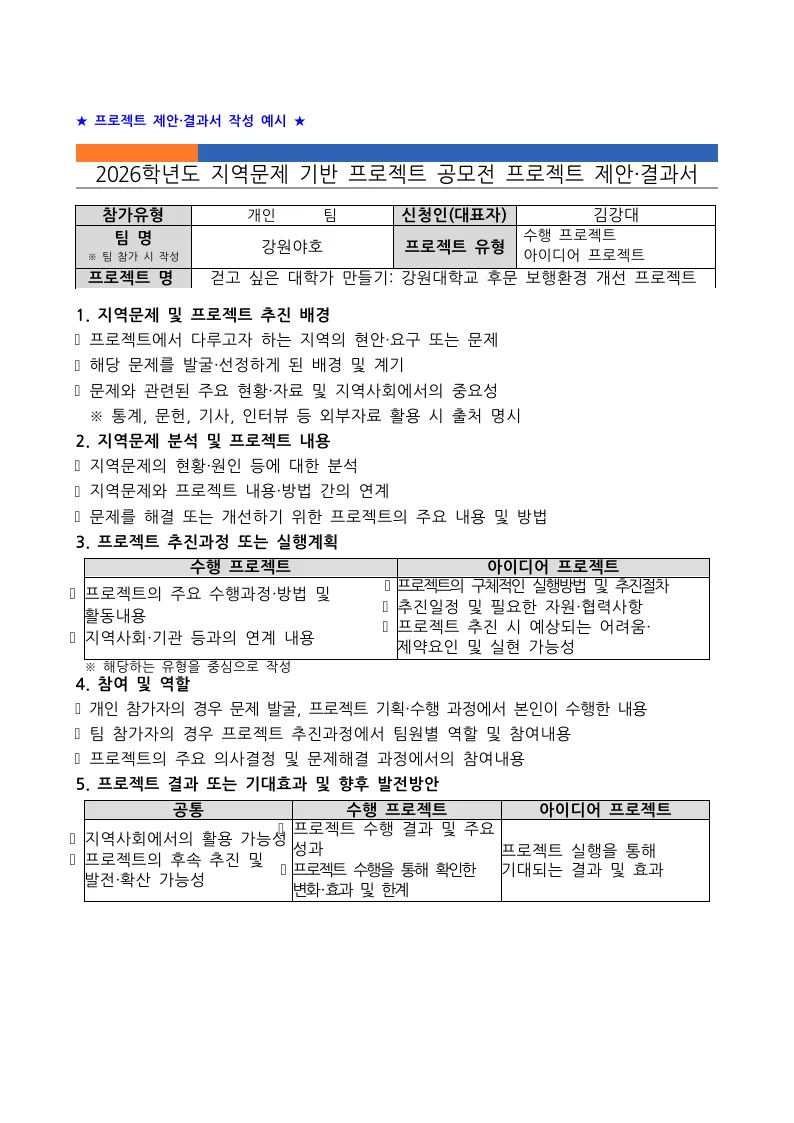 ★ 프로젝트 제안·결과서 작성 예시 ★
2026학년도 지역문제 기반 프로젝트 공모전 프로젝트 제안·결과서
참가유형 개인 팀 신청인(대표자) 김강대
팀 명
※ 팀 참가 시 작성
강원야호
프로젝트 유형
수행 프로젝트
아이디어 프로젝트
프로젝트 명 걷고 싶은 대학가 만들기: 강원대학교 후문 보행환경 개선 프로젝트
1. 지역문제 및 프로젝트 추진 배경
프로젝트에서 다루고자 하는 지역의 현안·요구 또는 문제
해당 문제를 발굴·선정하게 된 배경 및 계기
문제와 관련된 주요 현황·자료 및 지역사회에서의 중요성
※ 통계, 문헌, 기사, 인터뷰 등 외부자료 활용 시 출처 명시
2. 지역문제 분석 및 프로젝트 내용
지역문제의 현황·원인 등에 대한 분석
지역문제와 프로젝트 내용·방법 간의 연계
문제를 해결 또는 개선하기 위한 프로젝트의 주요 내용 및 방법
3. 프로젝트 추진과정 또는 실행계획
수행 프로젝트 아이디어 프로젝트
프로젝트의 주요 수행과정·방법 및
활동내용
지역사회·기관 등과의 연계 내용
프로젝트의 구체적인 실행방법 및 추진절차
추진일정 및 필요한 자원·협력사항
프로젝트 추진 시 예상되는 어려움·
제약요인 및 실현 가능성
※ 해당하는 유형을 중심으로 작성
4. 참여 및 역할
개인 참가자의 경우 문제 발굴, 프로젝트 기획·수행 과정에서 본인이 수행한 내용
팀 참가자의 경우 프로젝트 추진과정에서 팀원별 역할 및 참여내용
프로젝트의 주요 의사결정 및 문제해결 과정에서의 참여내용
5. 프로젝트 결과 또는 기대효과 및 향후 발전방안
공통 수행 프로젝트 아이디어 프로젝트
지역사회에서의 활용 가능성
프로젝트의 후속 추진 및
발전·확산 가능성
프로젝트 수행 결과 및 주요
성과
프로젝트 수행을 통해 확인한
변화·효과 및 한계
프로젝트 실행을 통해
기대되는 결과 및 효과